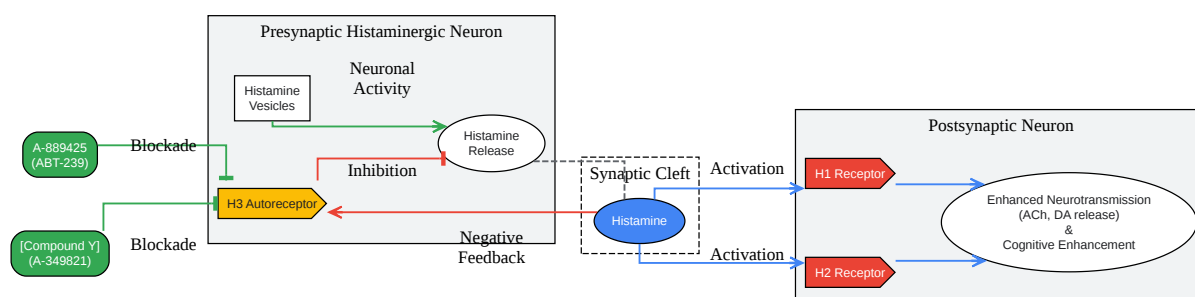 Presynaptic Histaminergic Neuron
Neuronal
Activity
Histamine
Vesicles
Histamine
Release
A-889425
(ABT-239)
Blockade
Inhibition
H3 Autoreceptor
[Compound Y]
(A-349821)
Blockade
Negative
Feedback
Synaptic Cleft
Histamine
Activation
Activation
Postsynaptic Neuron
H1 Receptor
H2 Receptor
Enhanced Neurotransmission
(ACh, DA release)
&
Cognitive Enhancement